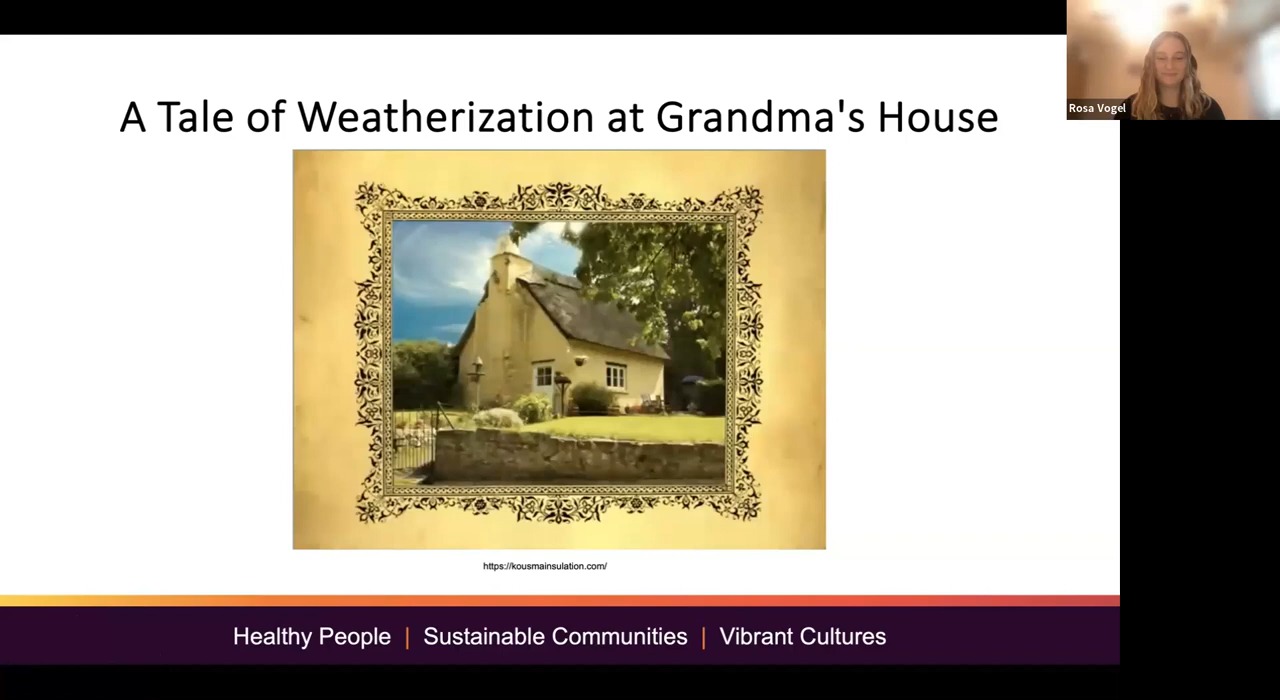 A Tale of Weatherization at Grandma's House
Rosa Vogel
https://kousmainsulation.com/
Healthy People | Sustainable Communities | Vibrant Cultures